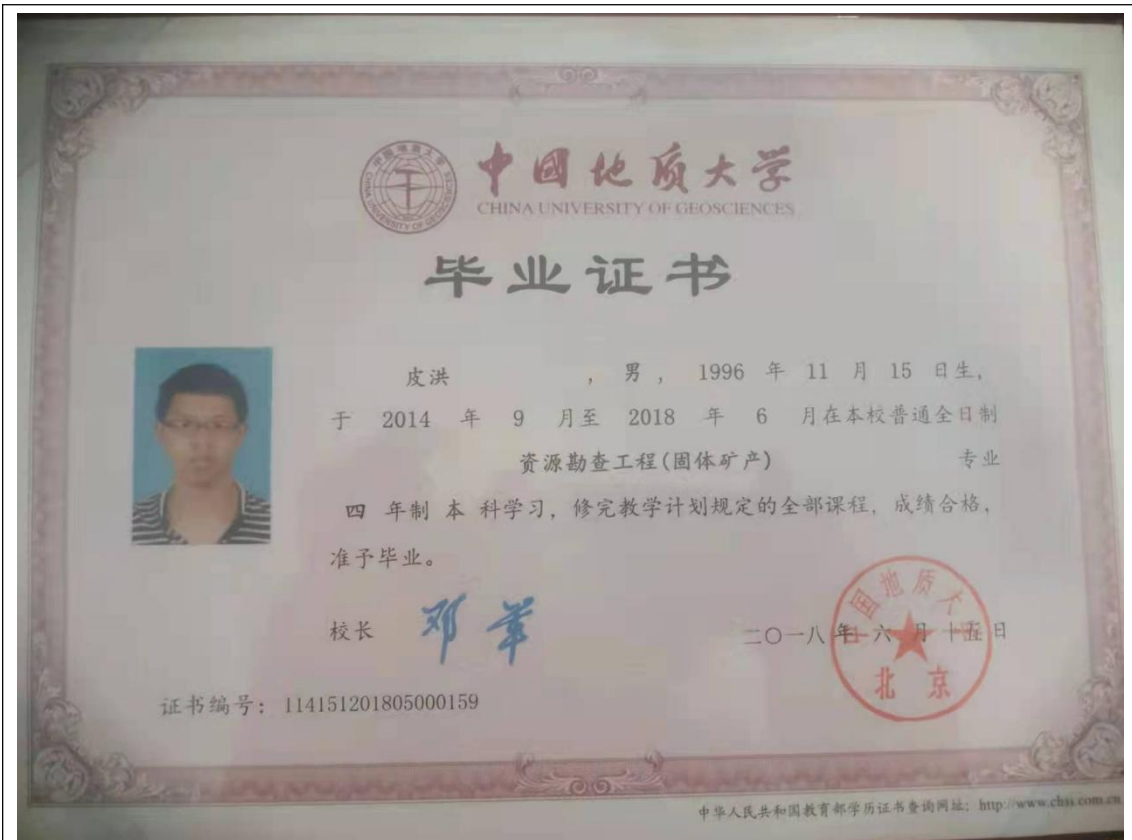 中國地质大学
CHINA UNIVERSITY OF GEOSCIENCES
毕业证书
皮洪 ，男， 1996 年 11 月 15 日生，
于 2014 年 9 月至 2018 年 6 月在本校普通全日制
资源勘查工程(固体矿产) 专业
四 年制 本 科学习，修完教学计划规定的全部课程，成绩合格，
准予毕业。
校长 邓军
二〇一八年六月十五日
北京
证书编号：114151201805000159
中华人民共和国教育部学历证书查询网址：http://www.chsi.com.cn